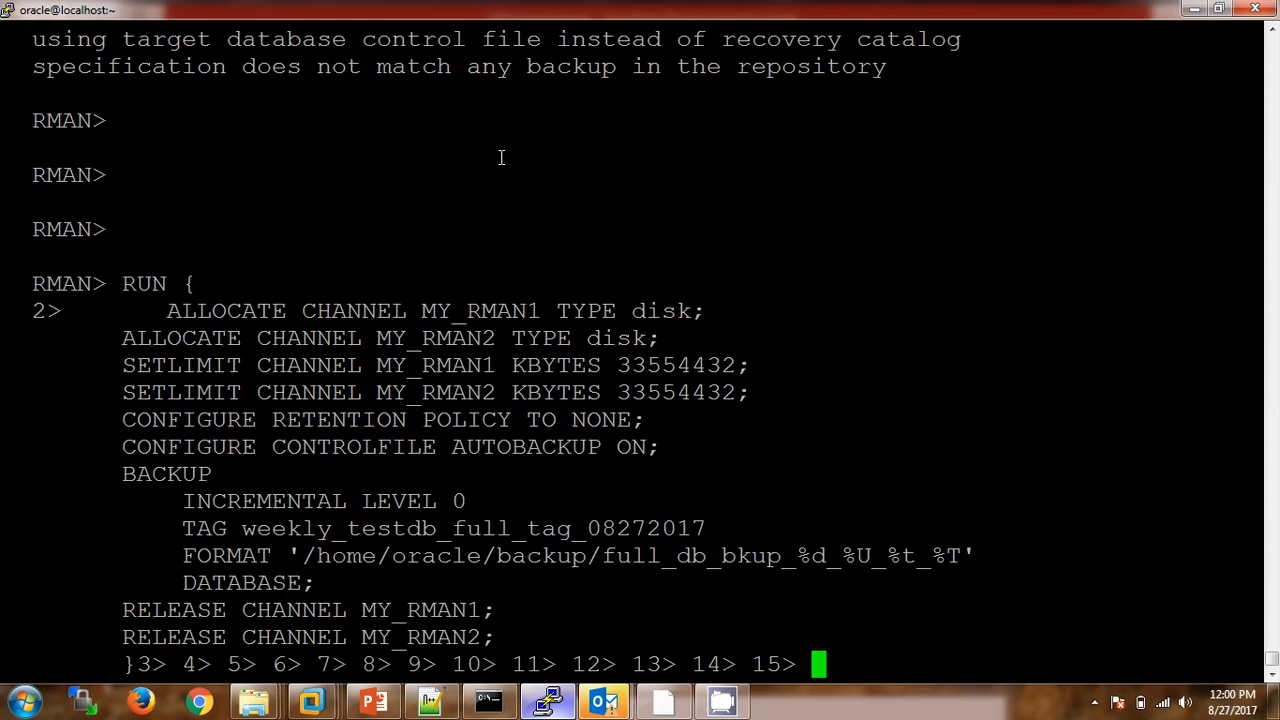 oracle@localhost:~
using target database control file instead of recovery catalog
specification does not match any backup in the repository
RMAN>
RMAN>
RMAN>
RMAN> RUN {
2>       ALLOCATE CHANNEL MY_RMAN1 TYPE disk;
ALLOCATE CHANNEL MY_RMAN2 TYPE disk;
SETLIMIT CHANNEL MY_RMAN1 KBYTES 33554432;
SETLIMIT CHANNEL MY_RMAN2 KBYTES 33554432;
CONFIGURE RETENTION POLICY TO NONE;
CONFIGURE CONTROLFILE AUTOBACKUP ON;
BACKUP
INCREMENTAL LEVEL 0
TAG weekly_testdb_full_tag_08272017
FORMAT '/home/oracle/backup/full_db_bkup_%d_%U_%t_%T'
DATABASE;
RELEASE CHANNEL MY_RMAN1;
RELEASE CHANNEL MY_RMAN2;
}3> 4> 5> 6> 7> 8> 9> 10> 11> 12> 13> 14> 15>
12:00 PM
8/27/2017